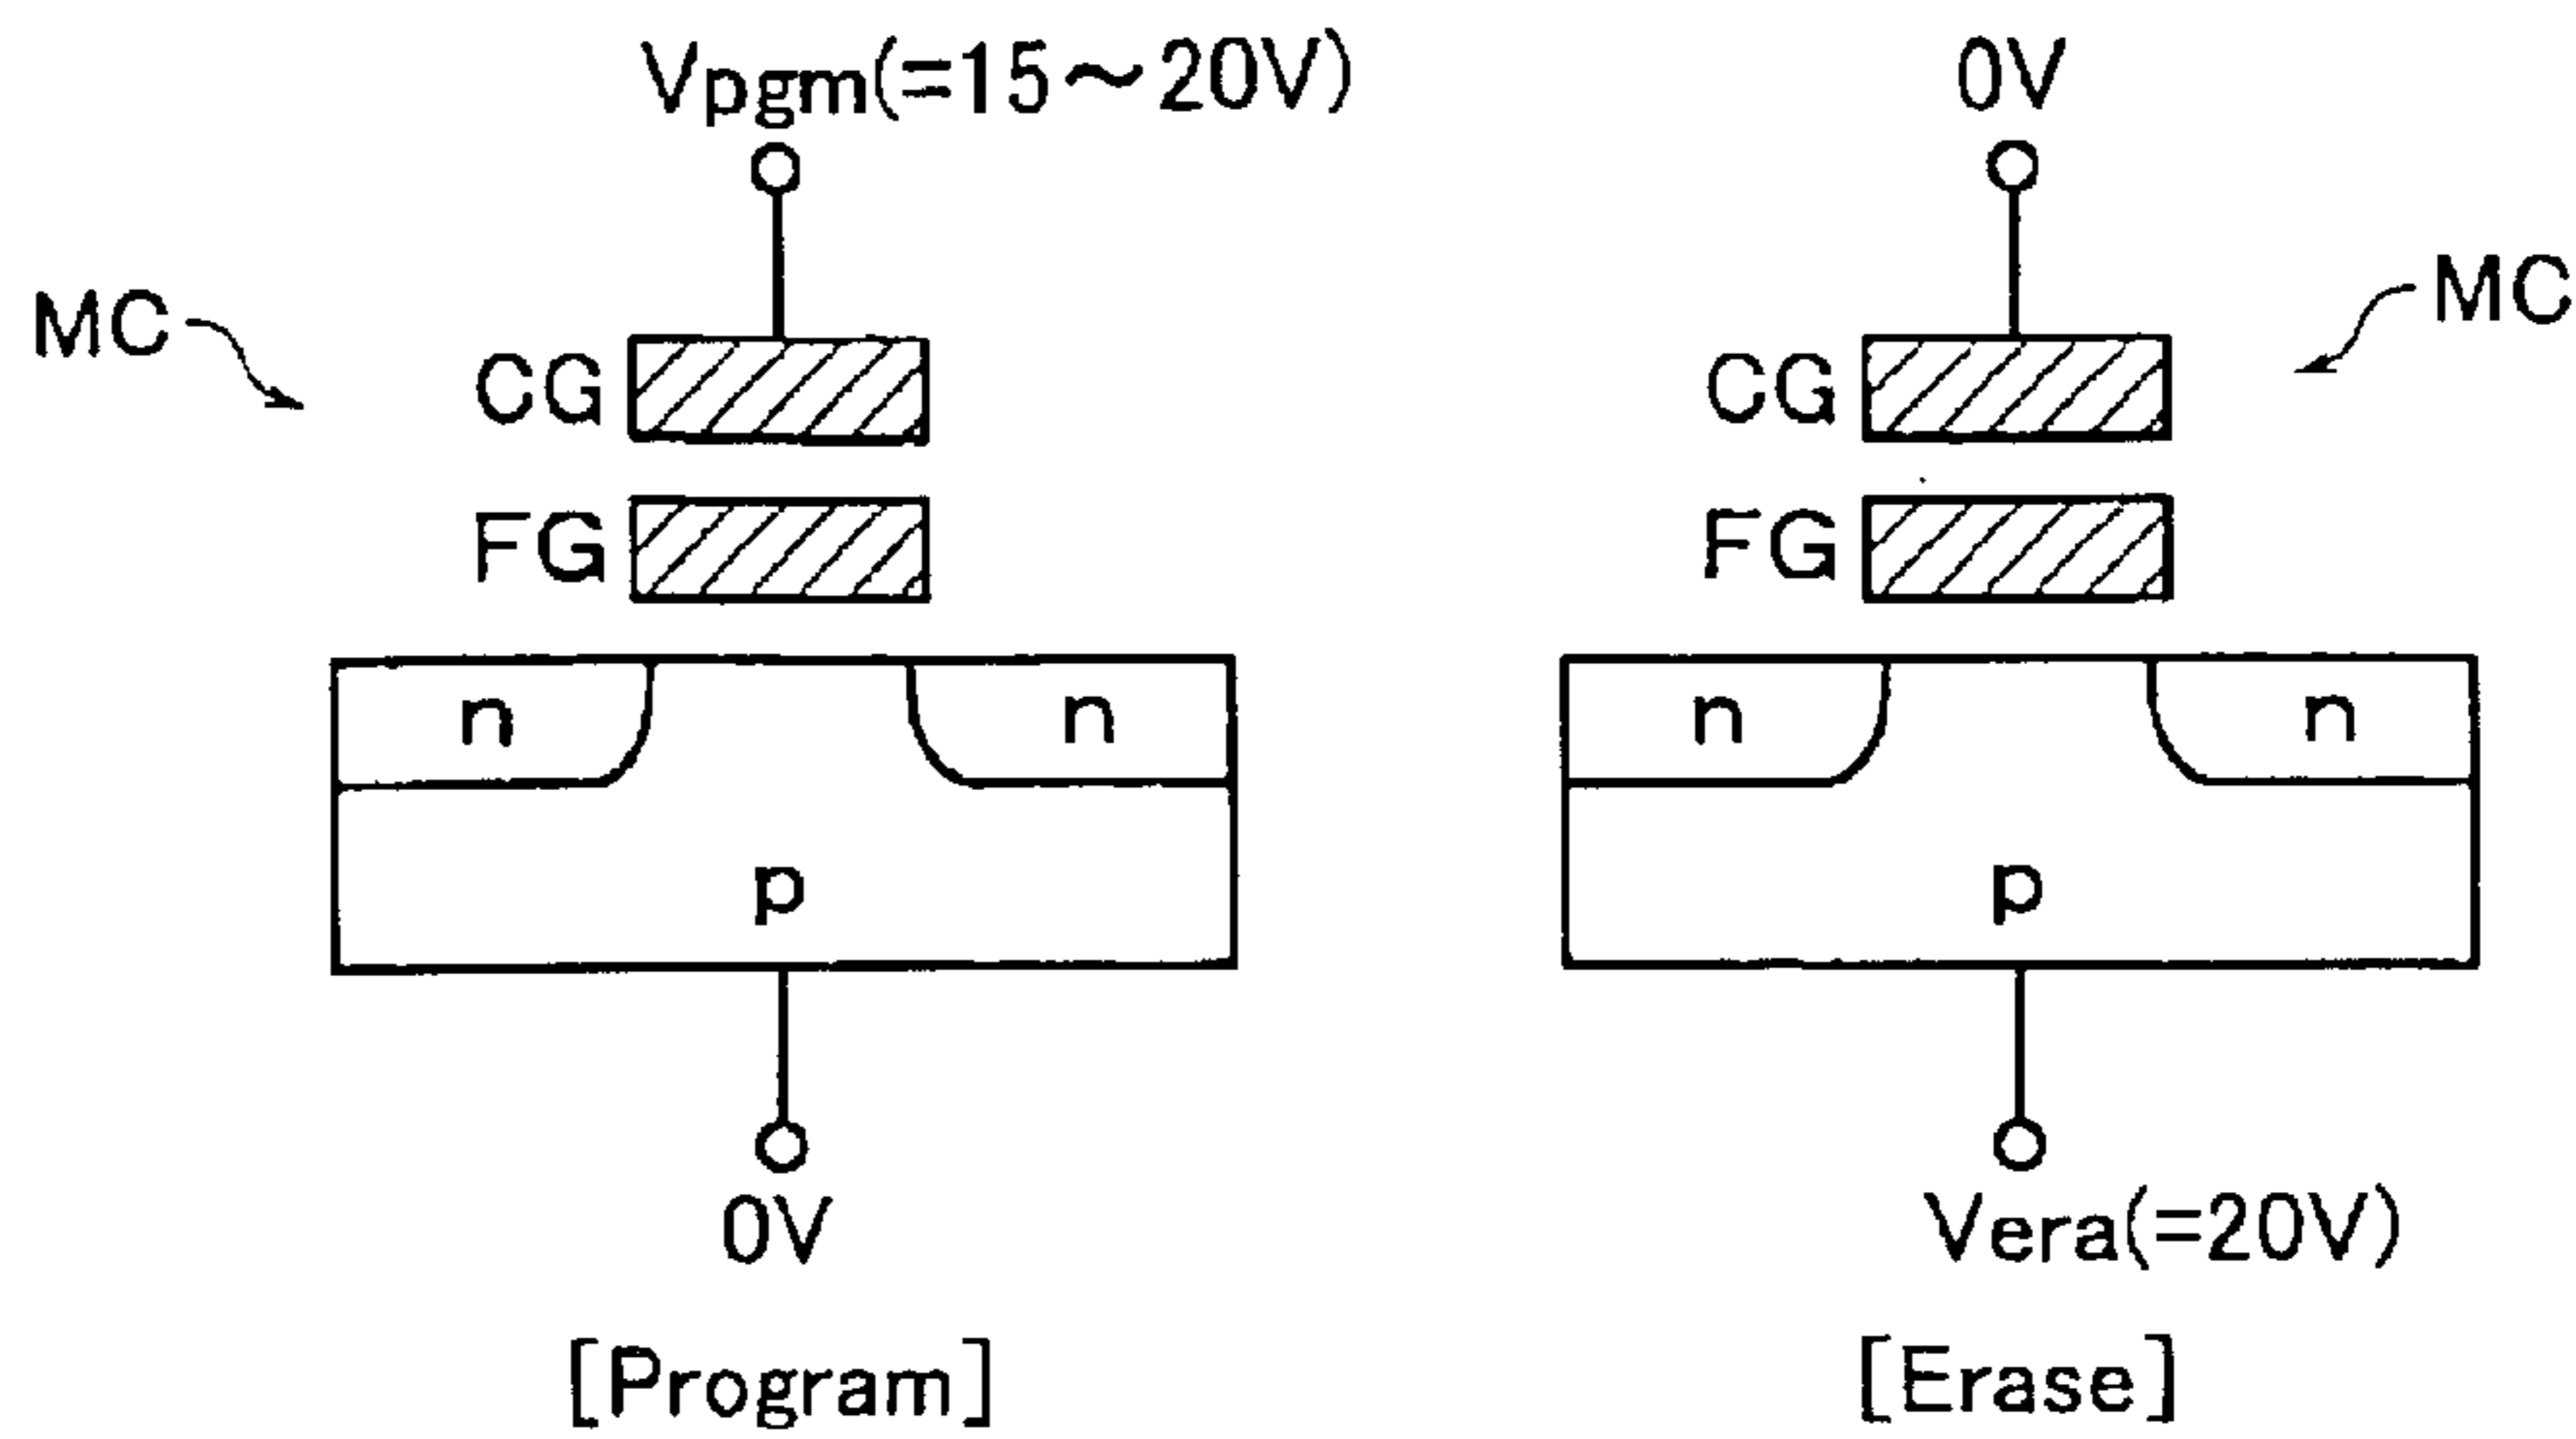 Vpgm(=15～20V)
MC
CG
FG
n
n
p
0V
[Program]
0V
MC
CG
FG
n
n
p
Vera(=20V)
[Erase]